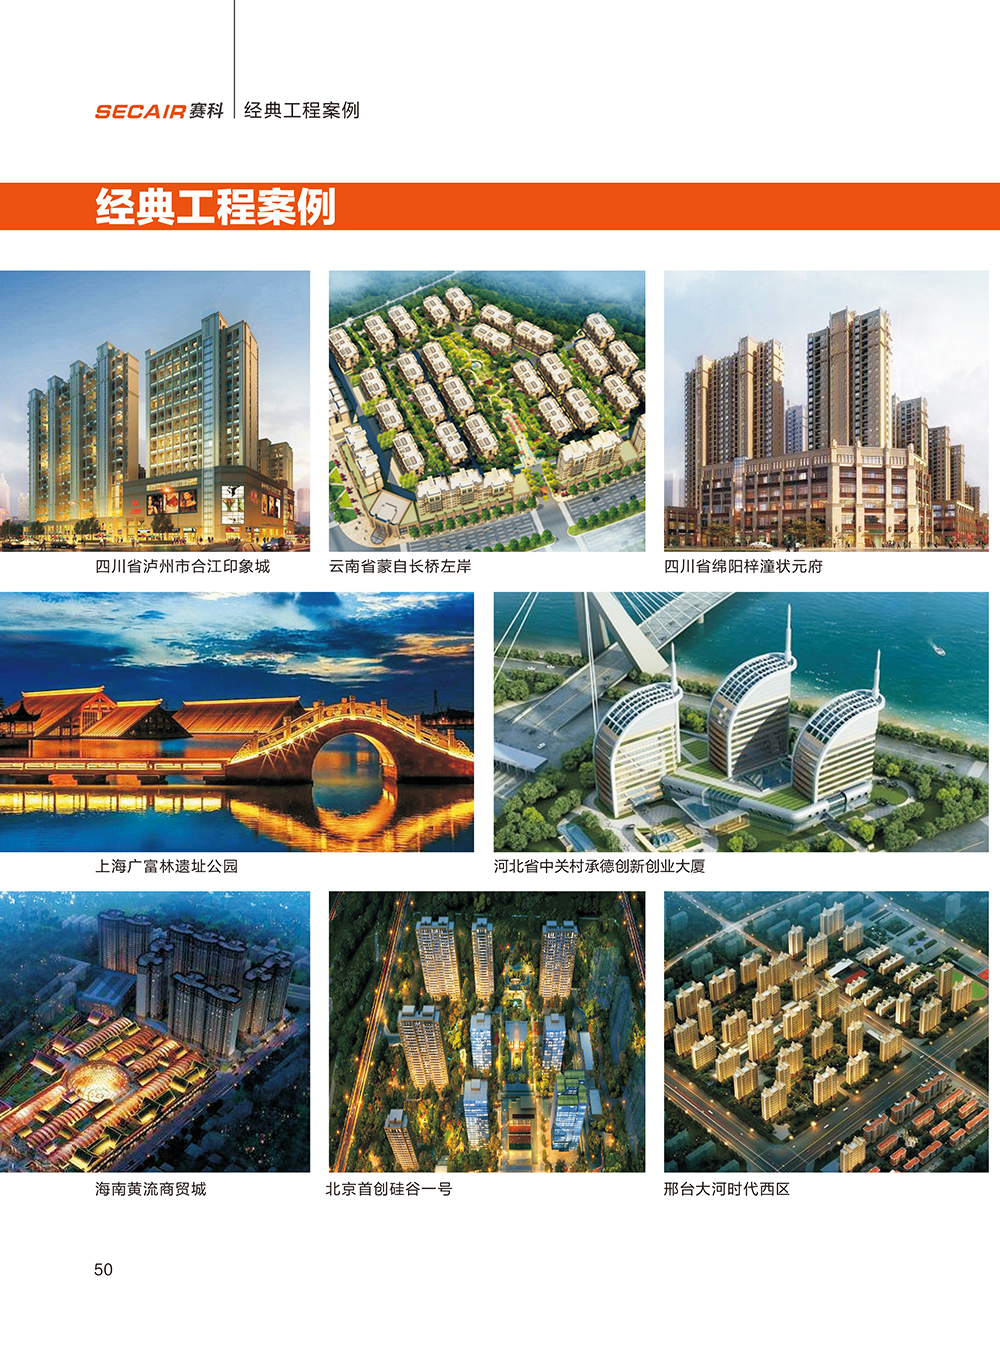 SECAIR赛科 经典工程案例
经典工程案例
四川省泸州市合江印象城
云南省蒙自长桥左岸
四川省绵阳梓潼状元府
上海广富林遗址公园
河北省中关村承德创新创业大厦
海南黄流商贸城
北京首创硅谷一号
邢台大河时代西区
50